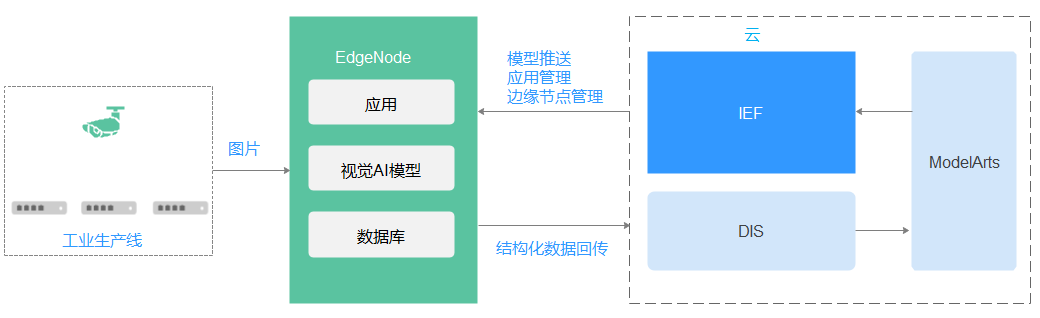 图片
工业生产线
EdgeNode
应用
视觉AI模型
数据库
模型推送
应用管理
边缘节点管理
结构化数据回传
云
IEF
DIS
ModelArts